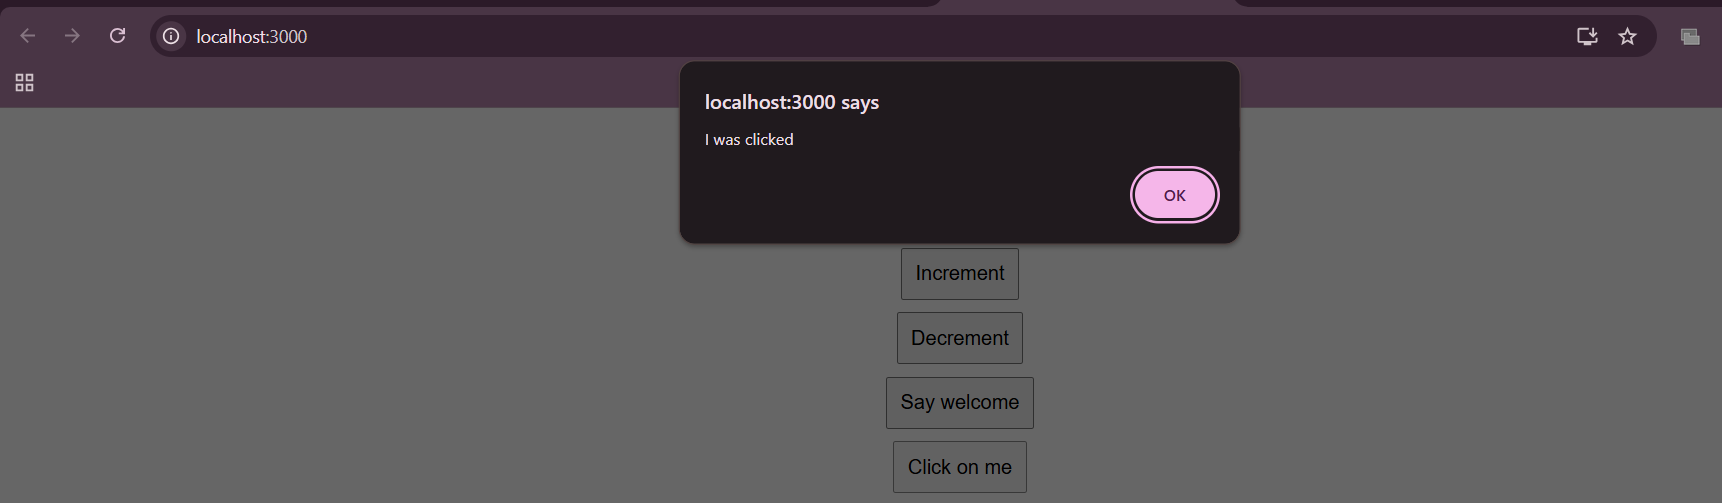 localhost:3000
localhost:3000 says
I was clicked
OK
Increment
Decrement
Say welcome
Click on me